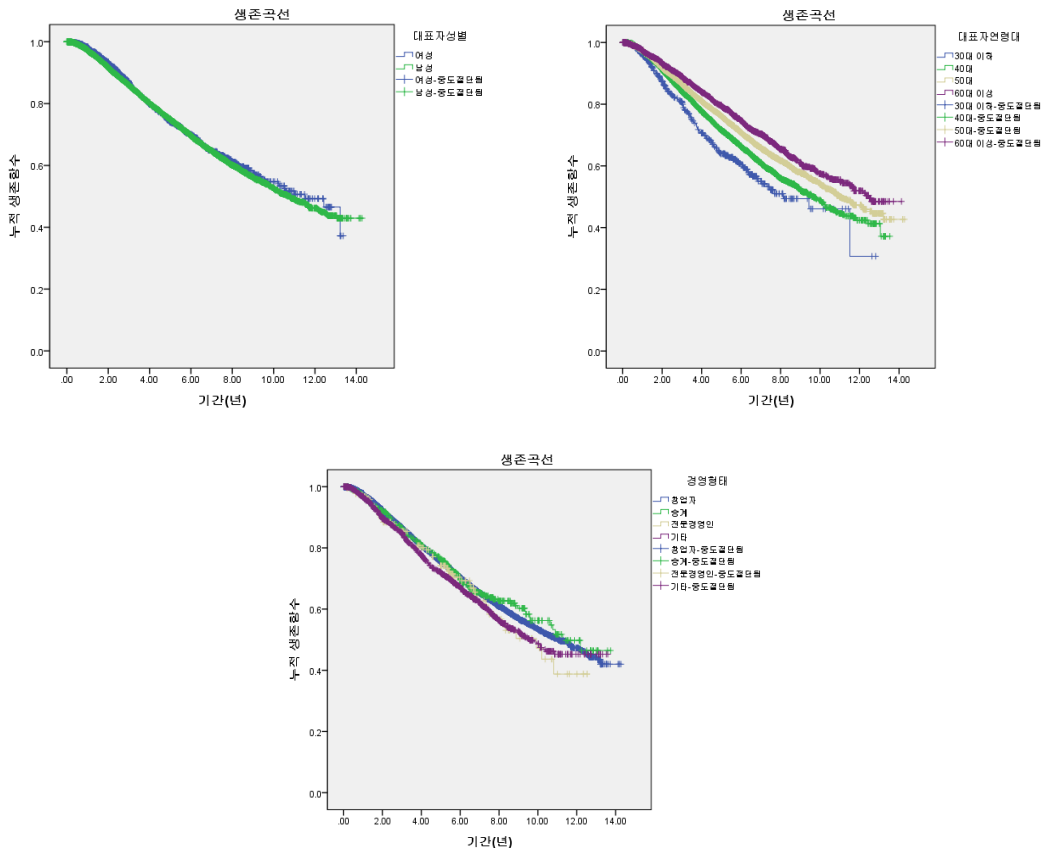 생존곡선
대표자성별
여성
남성
여성-중도절단됨
남성-중도절단됨
1.0
0.8
0.6
0.4
0.2
0.0
누적 생존함수
.00 2.00 4.00 6.00 8.00 10.00 12.00 14.00
기간(년)
생존곡선
대표자연령대
30대 이하
40대
50대
60대 이상
30대 이하-중도절단됨
40대-중도절단됨
50대-중도절단됨
60대 이상-중도절단됨
1.0
0.8
0.6
0.4
0.2
0.0
누적 생존함수
.00 2.00 4.00 6.00 8.00 10.00 12.00 14.00
기간(년)
생존곡선
경영형태
창업자
승계
전문경영인
기타
창업자-중도절단됨
승계-중도절단됨
전문경영인-중도절단됨
기타-중도절단됨
1.0
0.8
0.6
0.4
0.2
0.0
누적 생존함수
.00 2.00 4.00 6.00 8.00 10.00 12.00 14.00
기간(년)